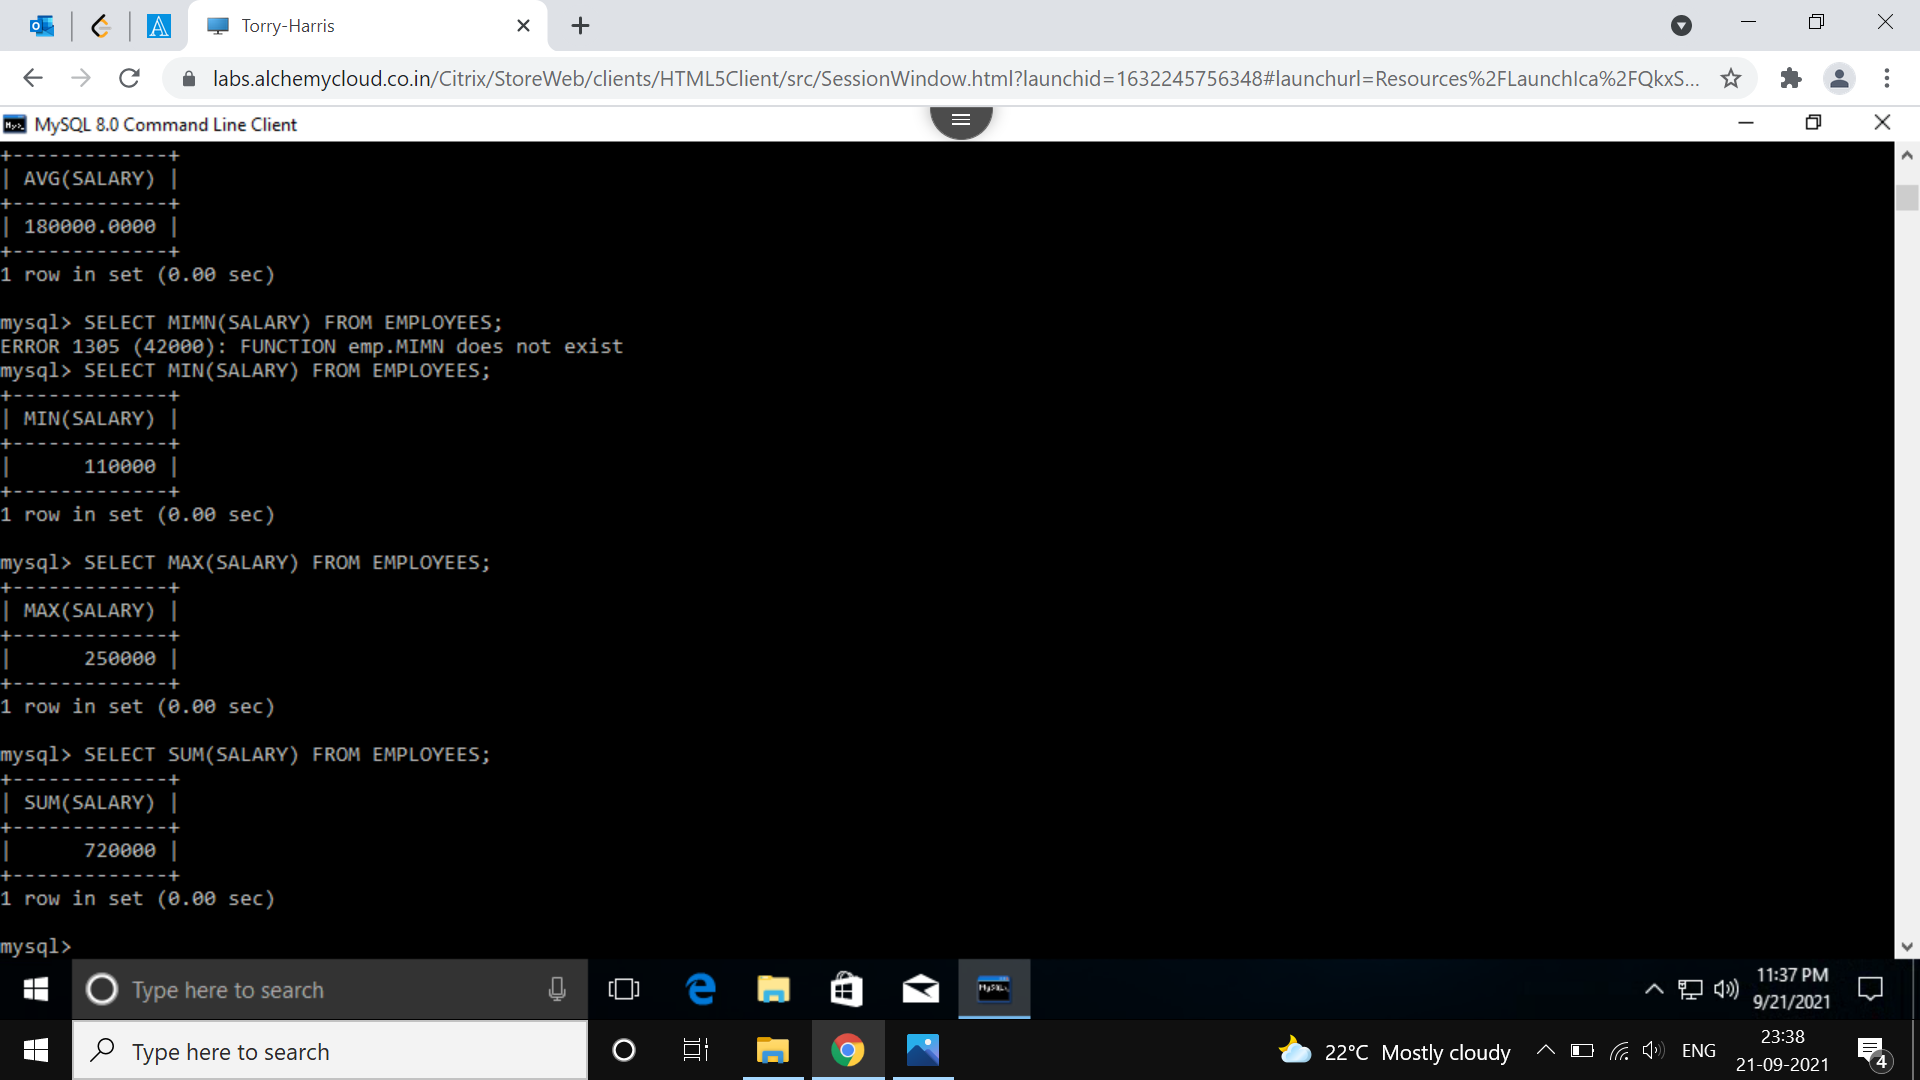 Torry-Harris
labs.alchemycloud.co.in/Citrix/StoreWeb/clients/HTML5Client/src/SessionWindow.html?launchid=1632245756348#launchurl=Resources%2FLaunchIca%2FQkxS...
MySQL 8.0 Command Line Client
+-------------+
| AVG(SALARY) |
+-------------+
| 180000.0000 |
+-------------+
1 row in set (0.00 sec)
mysql> SELECT MIMN(SALARY) FROM EMPLOYEES;
ERROR 1305 (42000): FUNCTION emp.MIMN does not exist
mysql> SELECT MIN(SALARY) FROM EMPLOYEES;
+-------------+
| MIN(SALARY) |
+-------------+
|      110000 |
+-------------+
1 row in set (0.00 sec)
mysql> SELECT MAX(SALARY) FROM EMPLOYEES;
+-------------+
| MAX(SALARY) |
+-------------+
|      250000 |
+-------------+
1 row in set (0.00 sec)
mysql> SELECT SUM(SALARY) FROM EMPLOYEES;
+-------------+
| SUM(SALARY) |
+-------------+
|      720000 |
+-------------+
1 row in set (0.00 sec)
mysql>
Type here to search
11:37 PM
9/21/2021
Type here to search
22°C Mostly cloudy
ENG
23:38
21-09-2021
4